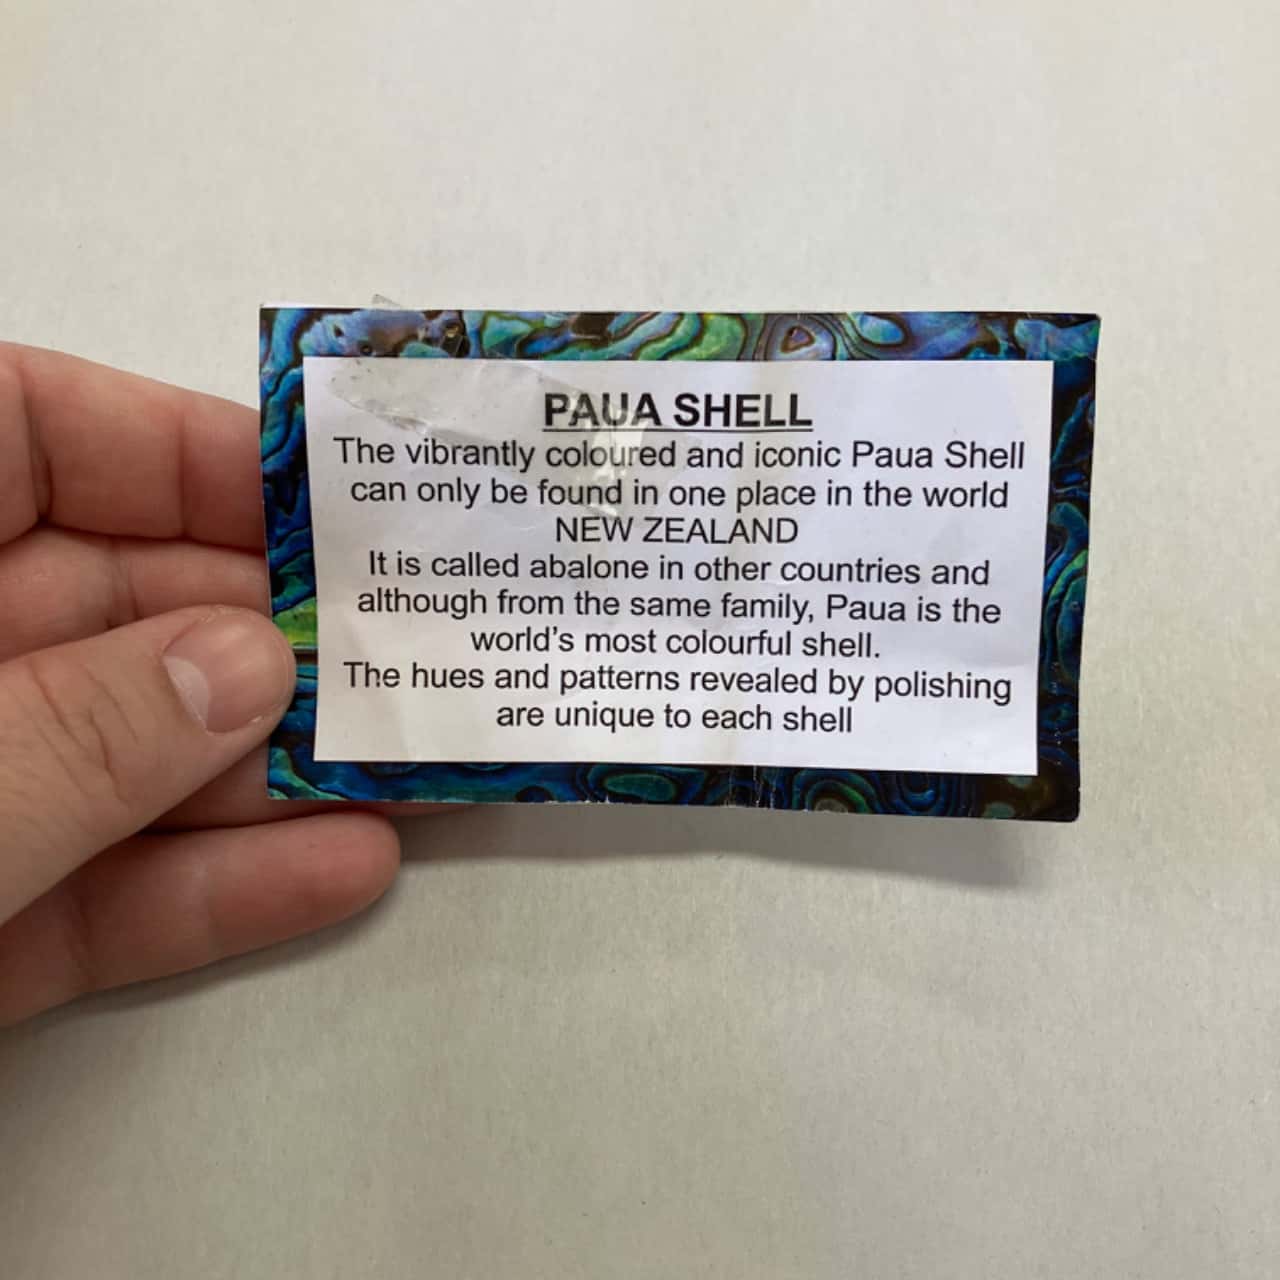 PAUA SHELL
The vibrantly coloured and iconic Paua Shell
can only be found in one place in the world
NEW ZEALAND
It is called abalone in other countries and
although from the same family, Paua is the
world's most colourful shell.
The hues and patterns revealed by polishing
are unique to each shell